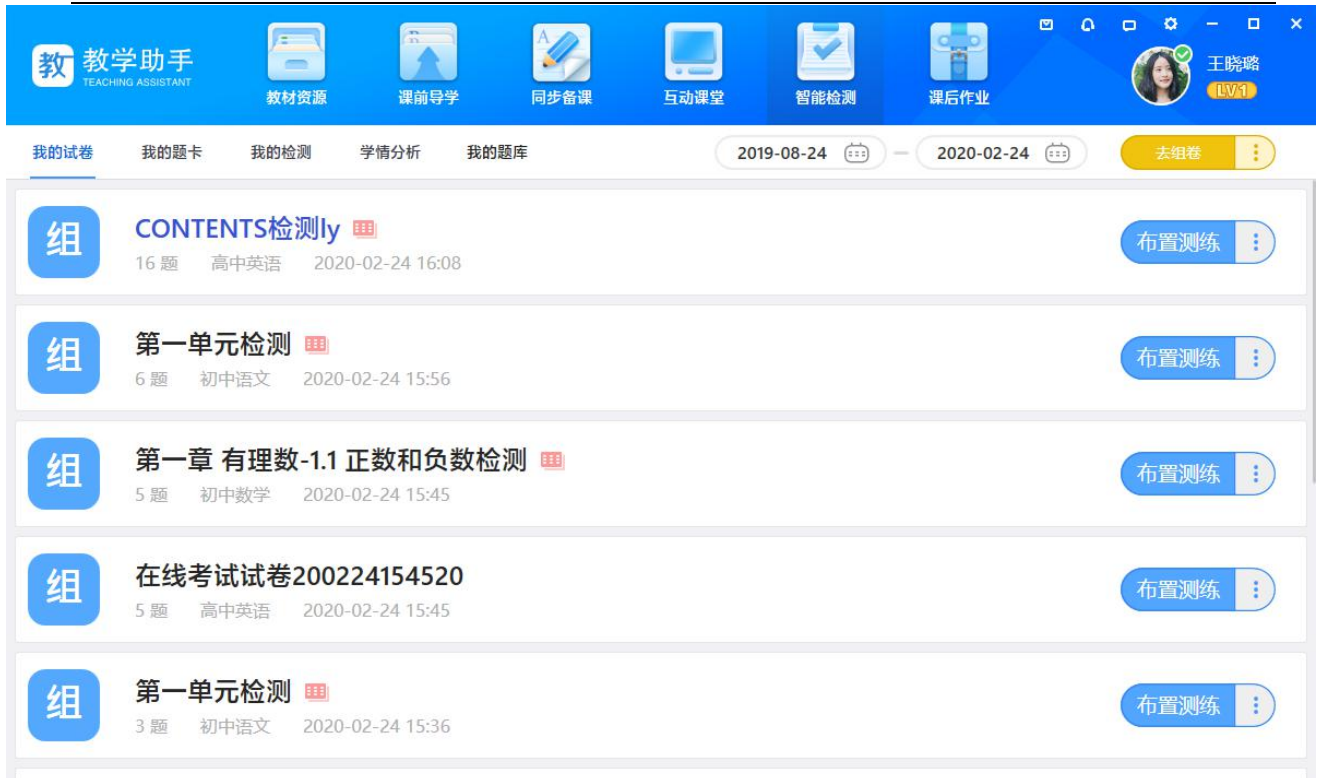 教 教学助手
TEACHING ASSISTANT
教材资源 课前导学 同步备课 互动课堂 智能检测 课后作业
王晓璐
LV1
我的试卷 我的题卡 我的检测 学情分析 我的题库 2019-08-24 — 2020-02-24 去组卷
组 CONTENTS检测ly 布置测练
16 题 高中英语 2020-02-24 16:08
组 第一单元检测 布置测练
6 题 初中语文 2020-02-24 15:56
组 第一章 有理数-1.1 正数和负数检测 布置测练
5 题 初中数学 2020-02-24 15:45
组 在线考试试卷200224154520 布置测练
5 题 高中英语 2020-02-24 15:45
组 第一单元检测 布置测练
3 题 初中语文 2020-02-24 15:36